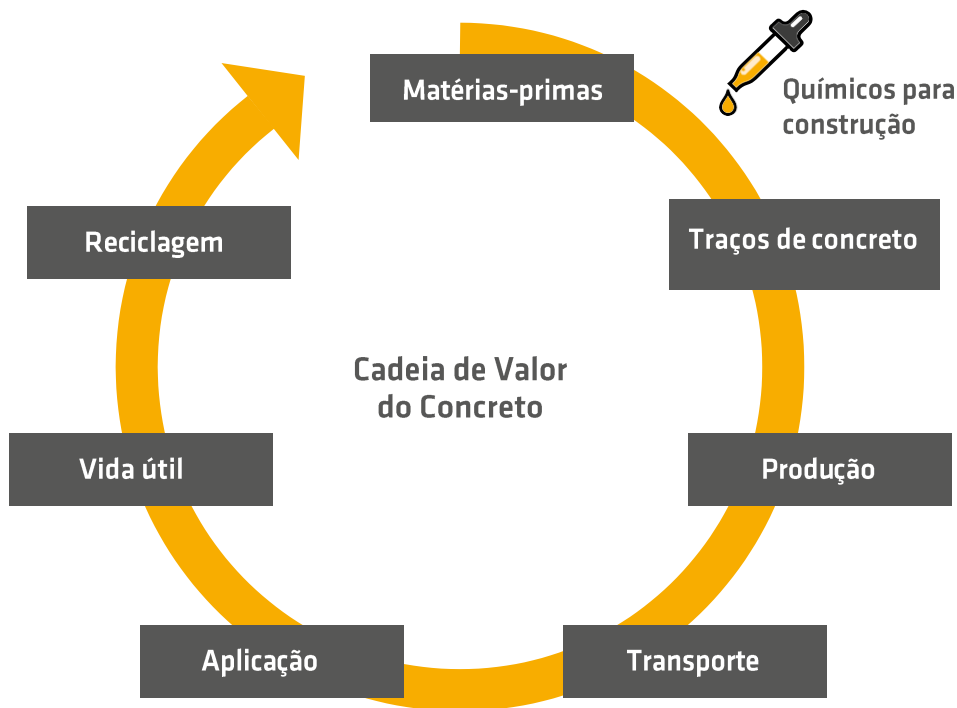 Matérias-primas
Químicos para
construção
Traços de concreto
Reciclagem
Cadeia de Valor
do Concreto
Vida útil
Produção
Aplicação
Transporte